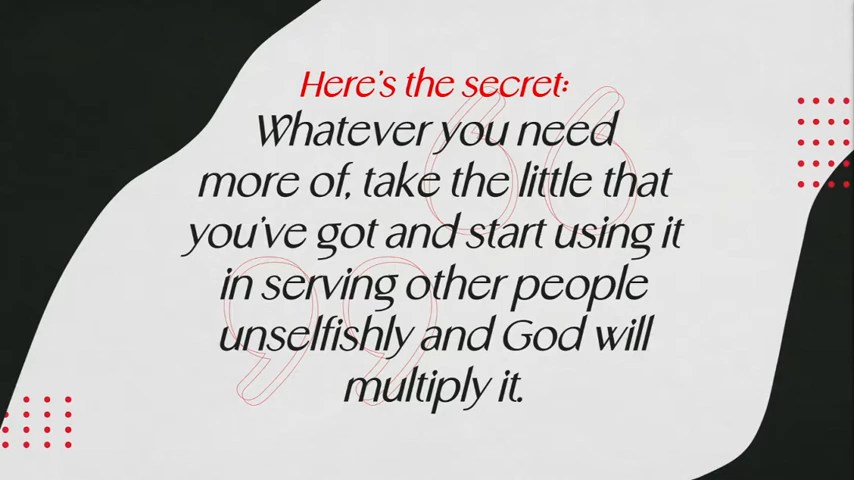 Here's the secret:
Whatever you need
more of, take the little that
you've got and start using it
in serving other people
unselfishly and God will
multiply it.